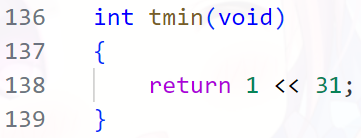 136 int tmin(void)
137 {
138     return 1 << 31;
139 }